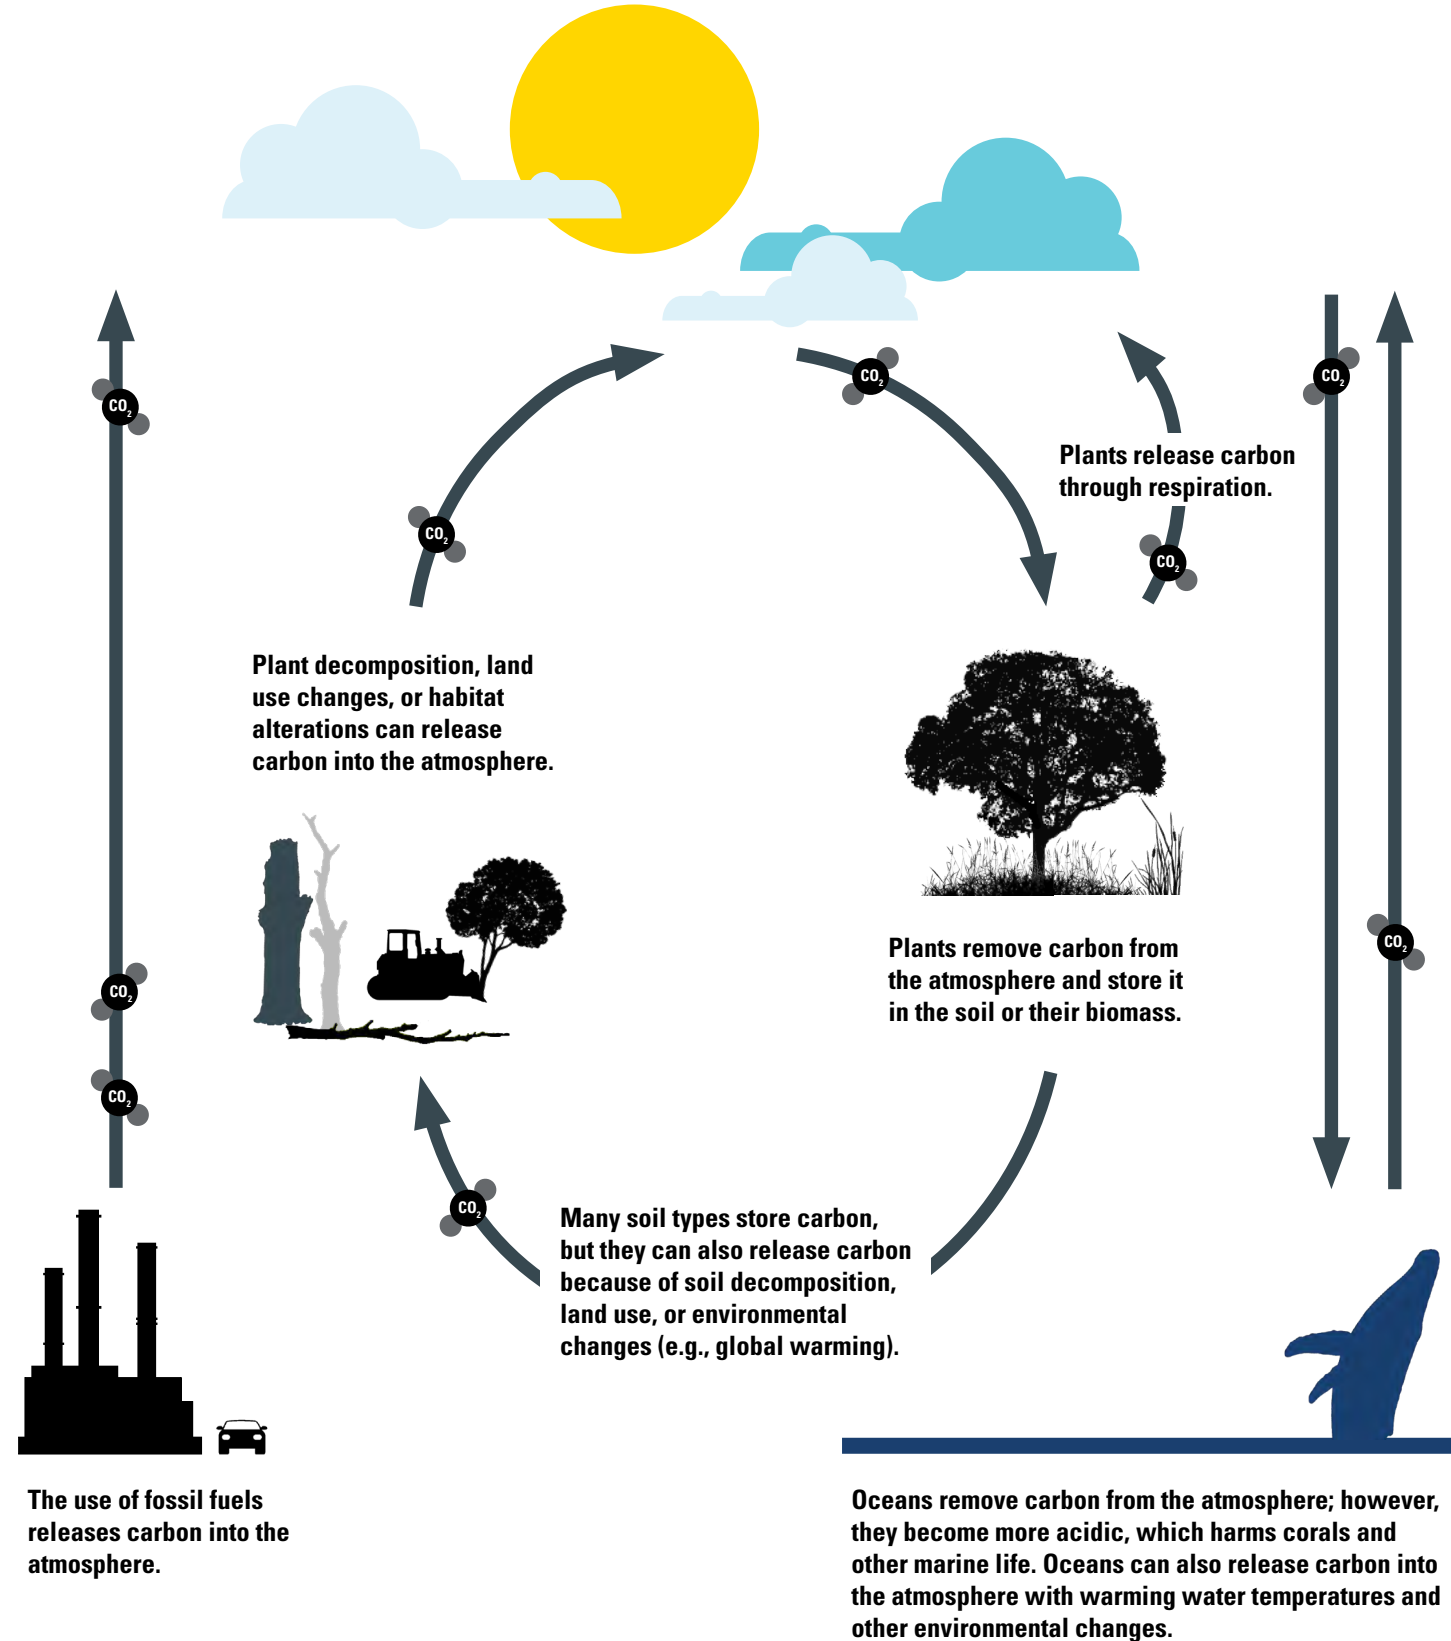 CO₂
CO₂
CO₂
Plants release carbon
through respiration.
CO₂
CO₂
CO₂
Plant decomposition, land
use changes, or habitat
alterations can release
carbon into the atmosphere.
Plants remove carbon from
the atmosphere and store it
in the soil or their biomass.
CO₂
CO₂
CO₂
CO₂
Many soil types store carbon,
but they can also release carbon
because of soil decomposition,
land use, or environmental
changes (e.g., global warming).
The use of fossil fuels
releases carbon into the
atmosphere.
Oceans remove carbon from the atmosphere; however,
they become more acidic, which harms corals and
other marine life. Oceans can also release carbon into
the atmosphere with warming water temperatures and
other environmental changes.